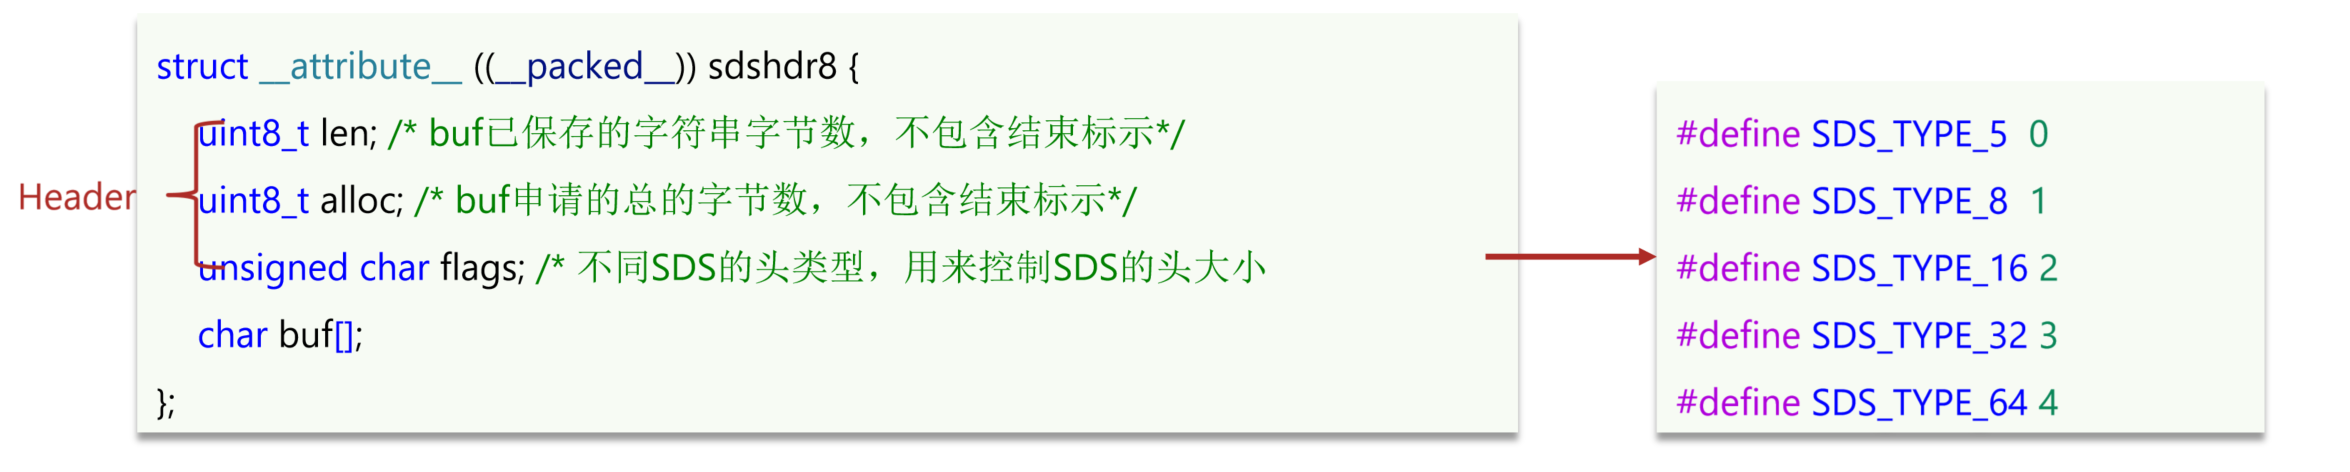 struct __attribute__ ((__packed__)) sdshdr8 {
uint8_t len; /* buf已保存的字符串字节数，不包含结束标示*/
Header
uint8_t alloc; /* buf申请的总的字节数，不包含结束标示*/
unsigned char flags; /* 不同SDS的头类型，用来控制SDS的头大小
char buf[];
};
#define SDS_TYPE_5 0
#define SDS_TYPE_8 1
#define SDS_TYPE_16 2
#define SDS_TYPE_32 3
#define SDS_TYPE_64 4